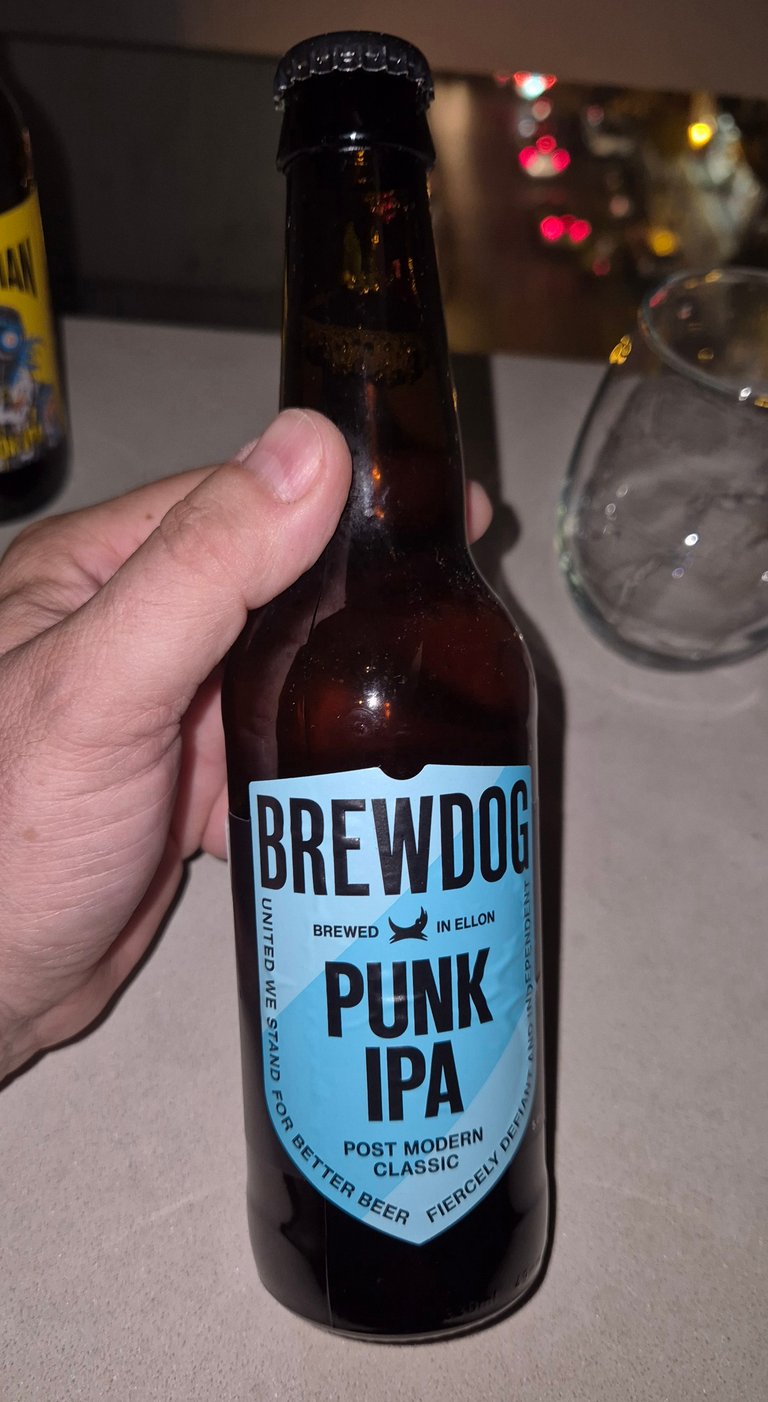 BREWDOG
BREWED IN ELLON
PUNK
IPA
POST MODERN
CLASSIC
UNITED WE STAND FOR BETTER BEER
FIERCELY DEFIANT AND INDEPENDENT